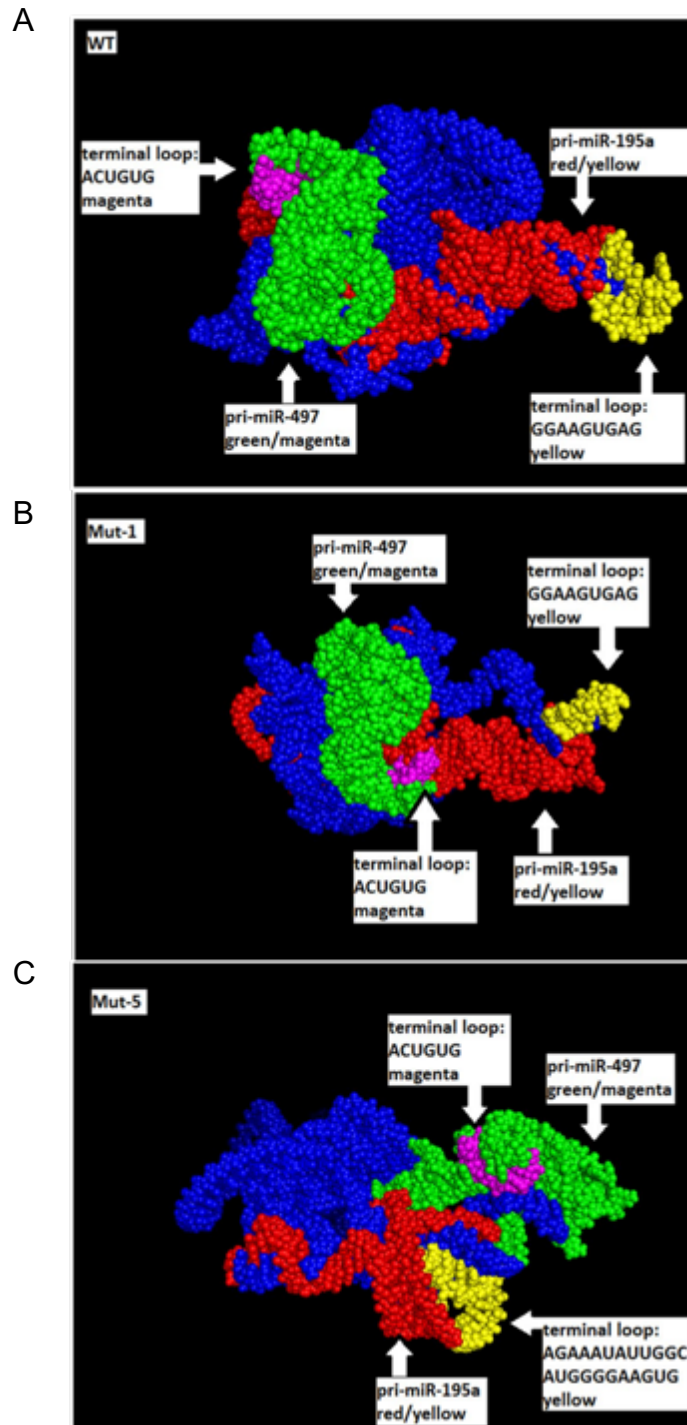 A
WT
terminal loop:
ACUGUG
magenta
pri-miR-195a
red/yellow
pri-miR-497
green/magenta
terminal loop:
GGAAGUGAG
yellow
B
Mut-1
pri-miR-497
green/magenta
terminal loop:
GGAAGUGAG
yellow
terminal loop:
ACUGUG
magenta
pri-miR-195a
red/yellow
C
Mut-5
terminal loop:
ACUGUG
magenta
pri-miR-497
green/magenta
pri-miR-195a
red/yellow
terminal loop:
AGAAAUAUUGGC
AUGGGGAAGUG
yellow